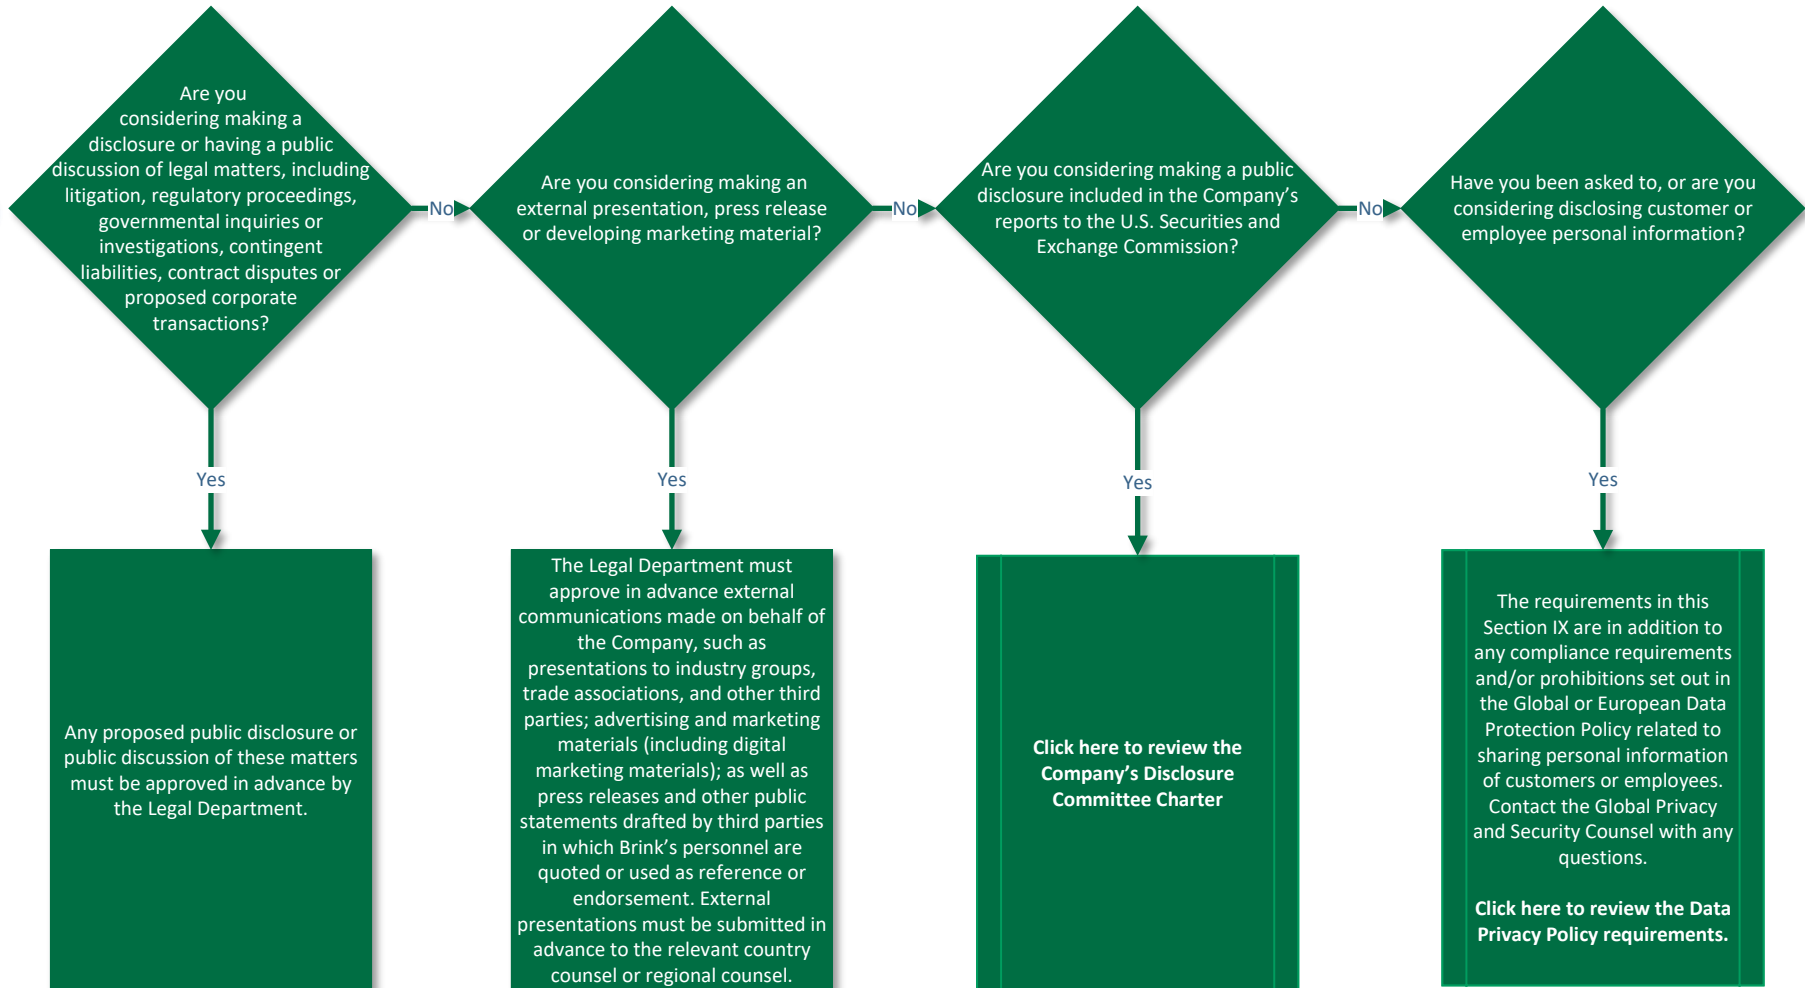 Are you
considering making a
disclosure or having a public
discussion of legal matters, including
litigation, regulatory proceedings,
governmental inquiries or
investigations, contingent
liabilities, contract disputes or
proposed corporate
transactions?
No
Are you considering making an
external presentation, press release
or developing marketing material?
No
Are you considering making a public
disclosure included in the Company’s
reports to the U.S. Securities and
Exchange Commission?
No
Have you been asked to, or are you
considering disclosing customer or
employee personal information?
Yes
Yes
Yes
Yes
Any proposed public disclosure or
public discussion of these matters
must be approved in advance by
the Legal Department.
The Legal Department must
approve in advance external
communications made on behalf of
the Company, such as
presentations to industry groups,
trade associations, and other third
parties; advertising and marketing
materials (including digital
marketing materials); as well as
press releases and other public
statements drafted by third parties
in which Brink’s personnel are
quoted or used as reference or
endorsement. External
presentations must be submitted in
advance to the relevant country
counsel or regional counsel.
Click here to review the
Company’s Disclosure
Committee Charter
The requirements in this
Section IX are in addition to
any compliance requirements
and/or prohibitions set out in
the Global or European Data
Protection Policy related to
sharing personal information
of customers or employees.
Contact the Global Privacy
and Security Counsel with any
questions.
Click here to review the Data
Privacy Policy requirements.